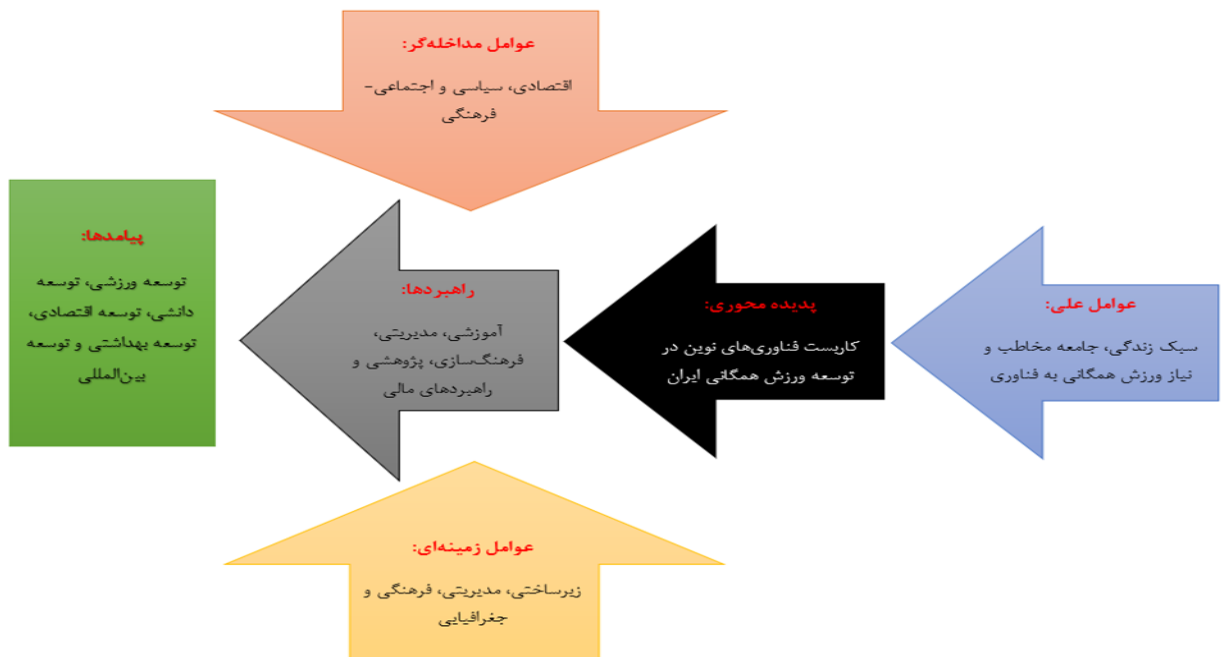 عوامل مداخله‌گر:
اقتصادی، سیاسی و اجتماعی-
فرهنگی
عوامل علی:
سبک زندگی، جامعه مخاطب و
نیاز ورزش همگانی به فناوری
پدیده محوری:
کاربست فناوری‌های نوین در
توسعه ورزش همگانی ایران
راهبردها:
آموزشی، مدیریتی،
فرهنگ‌سازی، پژوهشی و
راهبردهای مالی
پیامدها:
توسعه ورزشی، توسعه
دانشی، توسعه اقتصادی،
توسعه بهداشتی و توسعه
بین‌المللی
عوامل زمینه‌ای:
زیرساختی، مدیریتی، فرهنگی و
جغرافیایی